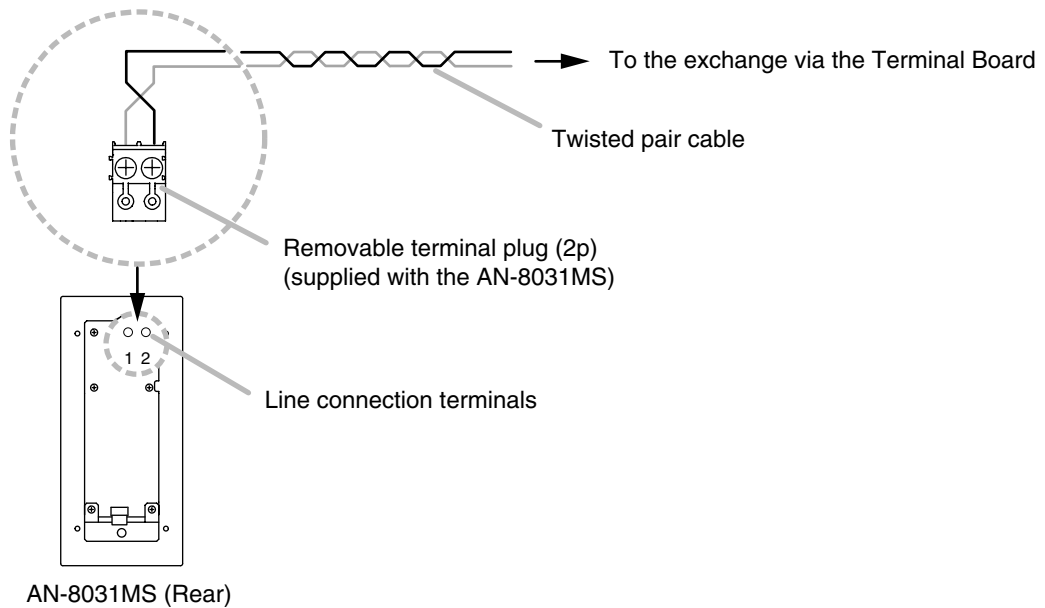 To the exchange via the Terminal Board
Twisted pair cable
Removable terminal plug (2p)
(supplied with the AN-8031MS)
1 2
Line connection terminals
AN-8031MS (Rear)